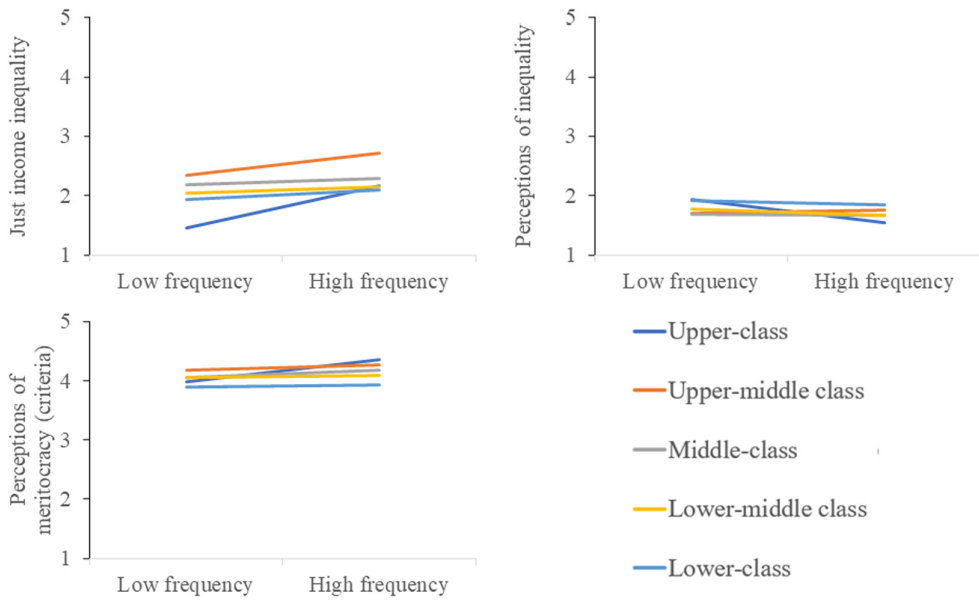 Just income inequality
5
4
3
2
1
Low frequency High frequency
Perceptions of inequality
5
4
3
2
1
Low frequency High frequency
Perceptions of
meritocracy (criteria)
5
4
3
2
1
Low frequency High frequency
Upper-class
Upper-middle class
Middle-class
Lower-middle class
Lower-class